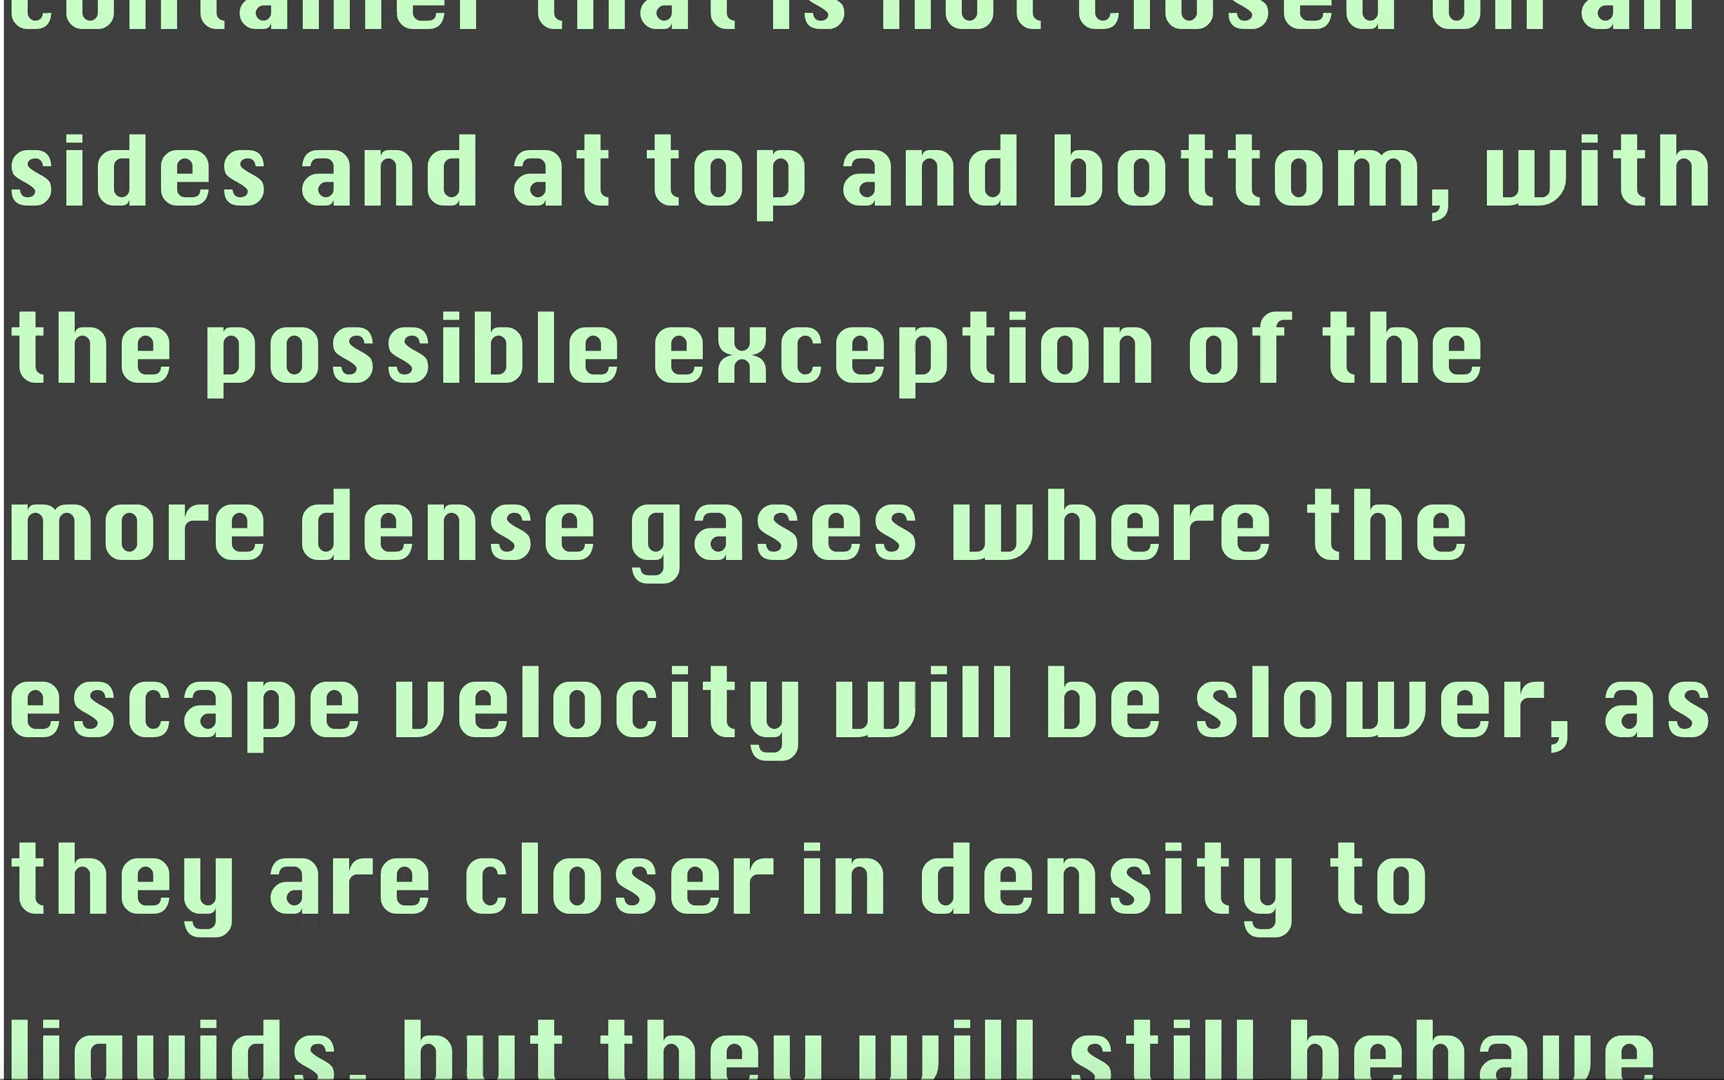 container that is not closed on all
sides and at top and bottom, with
the possible exception of the
more dense gases where the
escape velocity will be slower, as
they are closer in density to
liquids, but they will still behave